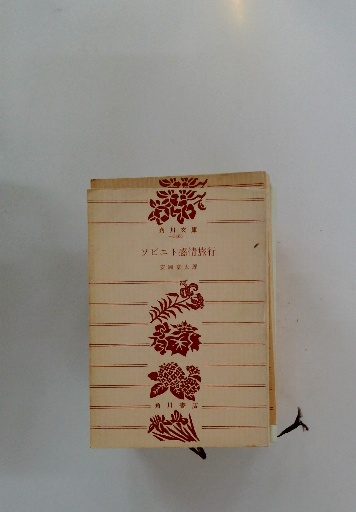 角川文庫
ソビエト感情旅行
安岡章太郎
角川書店